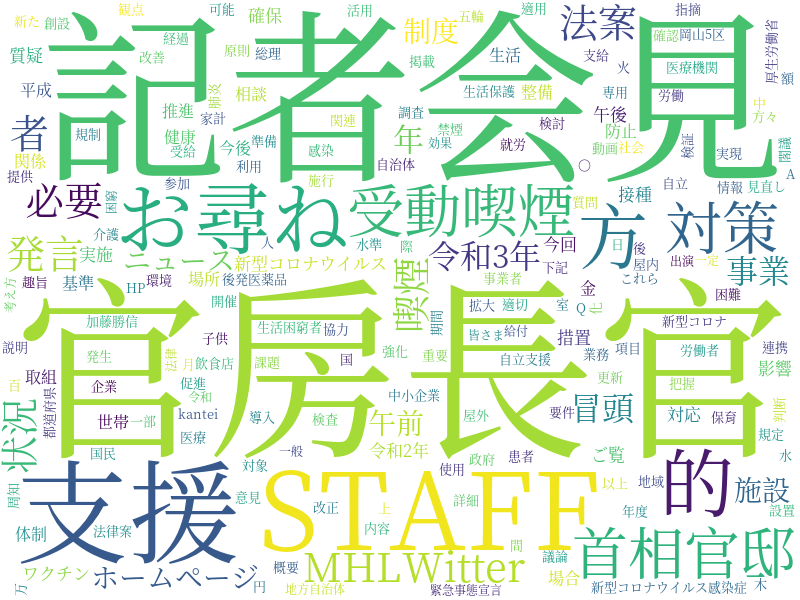 記者会見
官房長官
支援
STAFF
お尋ね
受動喫煙
方
対策
的
首相官邸
MHLWitter
法案
制度
者
年
必要
発言
ニュース
令和3年
事業
喫煙
状況
冒頭
施設
午前
ホームページ
新た
創設
観点
可能
確保
活用
五輪
適用
指摘
確認
岡山5区
厚生労働省
質疑
経過
改善
原則
総理
掲載
生活
支給
火
医療機関
額
平成
推進
相談
肺炎
生活保護
整備
専用
労働
中
方々
規制
健康
家計
関連
調査
禁煙
午後
防止
動画
社会
検証
関係
受給
今後
準備
感染
効果
就労
検討
実現
閣議
提供
参加
利用
施行
自治体
〇
接種
自立
情報
見直し
A
困窮
介護
人
水準
際
今回
質問
日
後
屋内
出演
一定
これら
実施
場所
新型コロナウイルス
下記
趣旨
基準
HP
環境
後発医薬品
事業者
金
困難
考え方
開催
期間
拡大
適切
室
Q
化
加藤勝信
子供
生活困窮者
協力
皆さま
給付
措置
新型コロナ
説明
発生
法律
月
飲食店
課題
国
強化
重要
自立支援
業務
項目
労働者
連携
影響
百
取組
企業
促進
令和
中小企業
更新
把握
都道府県
世帯
一部
kantei
導入
検査
屋外
要件
対応
保育
判断
国民
医療
一般
令和2年
ご覧
規定
水
周知
対象
政府
使用
患者
地域
以上
設置
体制
法律案
意見
改正
上
詳細
年度
内容
間
議論
場合
ワクチン
概要
万
円
地方自治体
緊急事態宣言
新型コロナウイルス感染症
木